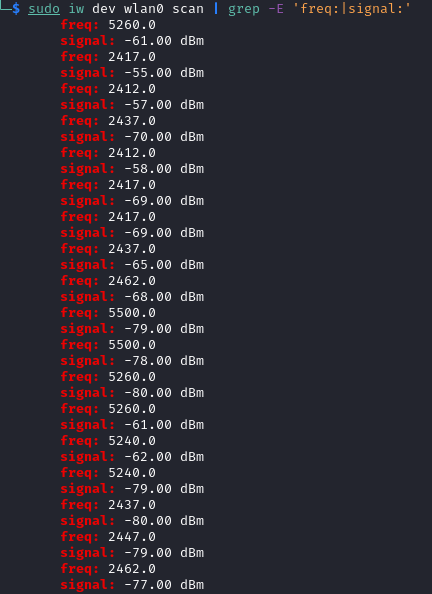 └─$ sudo iw dev wlan0 scan | grep -E 'freq:|signal:'
freq: 5260.0
signal: -61.00 dBm
freq: 2417.0
signal: -55.00 dBm
freq: 2412.0
signal: -57.00 dBm
freq: 2437.0
signal: -70.00 dBm
freq: 2412.0
signal: -58.00 dBm
freq: 2417.0
signal: -69.00 dBm
freq: 2417.0
signal: -69.00 dBm
freq: 2437.0
signal: -65.00 dBm
freq: 2462.0
signal: -68.00 dBm
freq: 5500.0
signal: -79.00 dBm
freq: 5500.0
signal: -78.00 dBm
freq: 5260.0
signal: -80.00 dBm
freq: 5260.0
signal: -61.00 dBm
freq: 5240.0
signal: -62.00 dBm
freq: 5240.0
signal: -79.00 dBm
freq: 2437.0
signal: -80.00 dBm
freq: 2447.0
signal: -79.00 dBm
freq: 2462.0
signal: -77.00 dBm